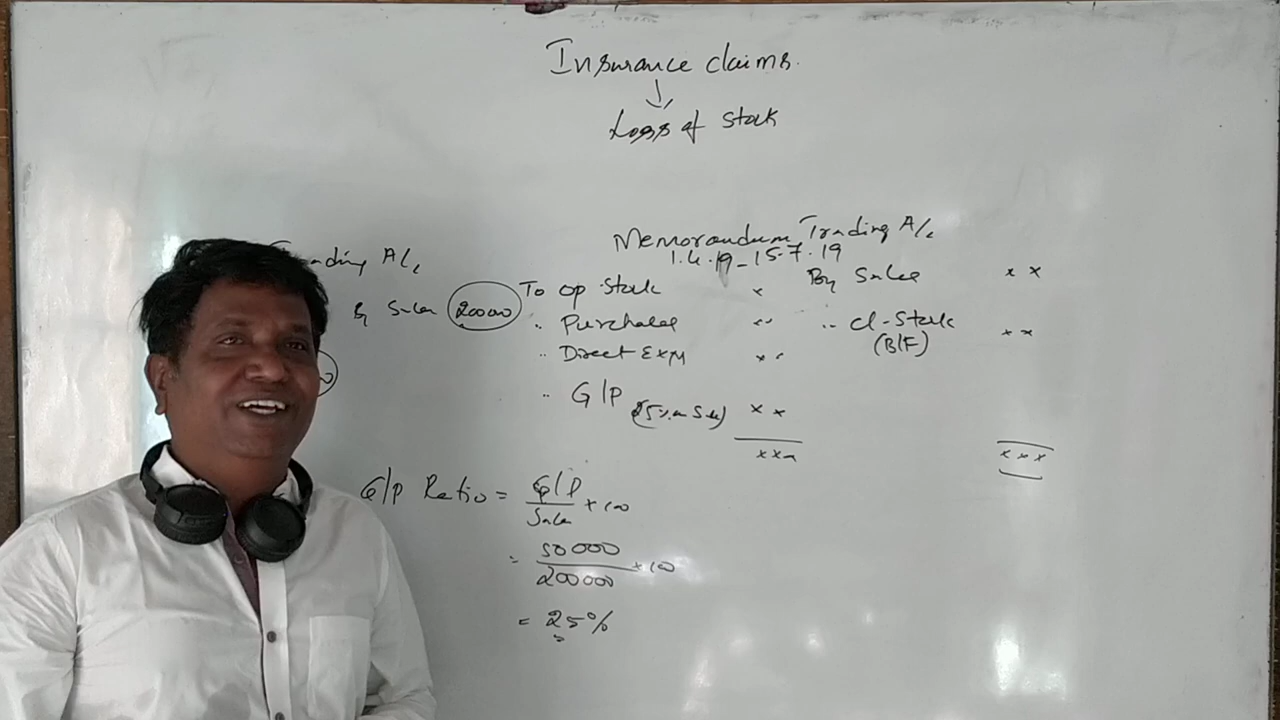 Insurance claims.
Loss of Stock
Trading A/c
By Sales 200000
Memorandum Trading A/c
1.4.19 - 15.7.19
To op. Stock x By Sales x x
" Purchases x x " cl. Stock x x
(B/F)
" Direct Exp x x
" G/P (25% on Sales) x x
x x x x x x
G/P Ratio = G/P / Sales × 100
= 50000 / 200000 × 100
= 25%